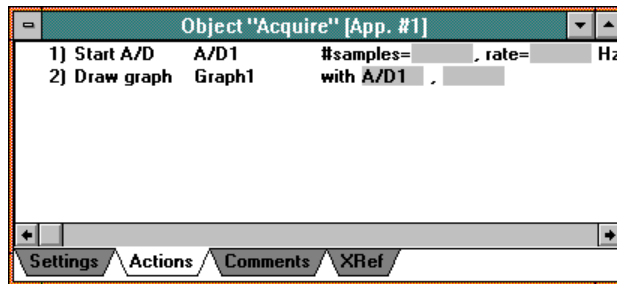 Object "Acquire" [App. #1]
1) Start A/D A/D1 #samples= , rate= Hz
2) Draw graph Graph1 with A/D1 ,
Settings Actions Comments XRef